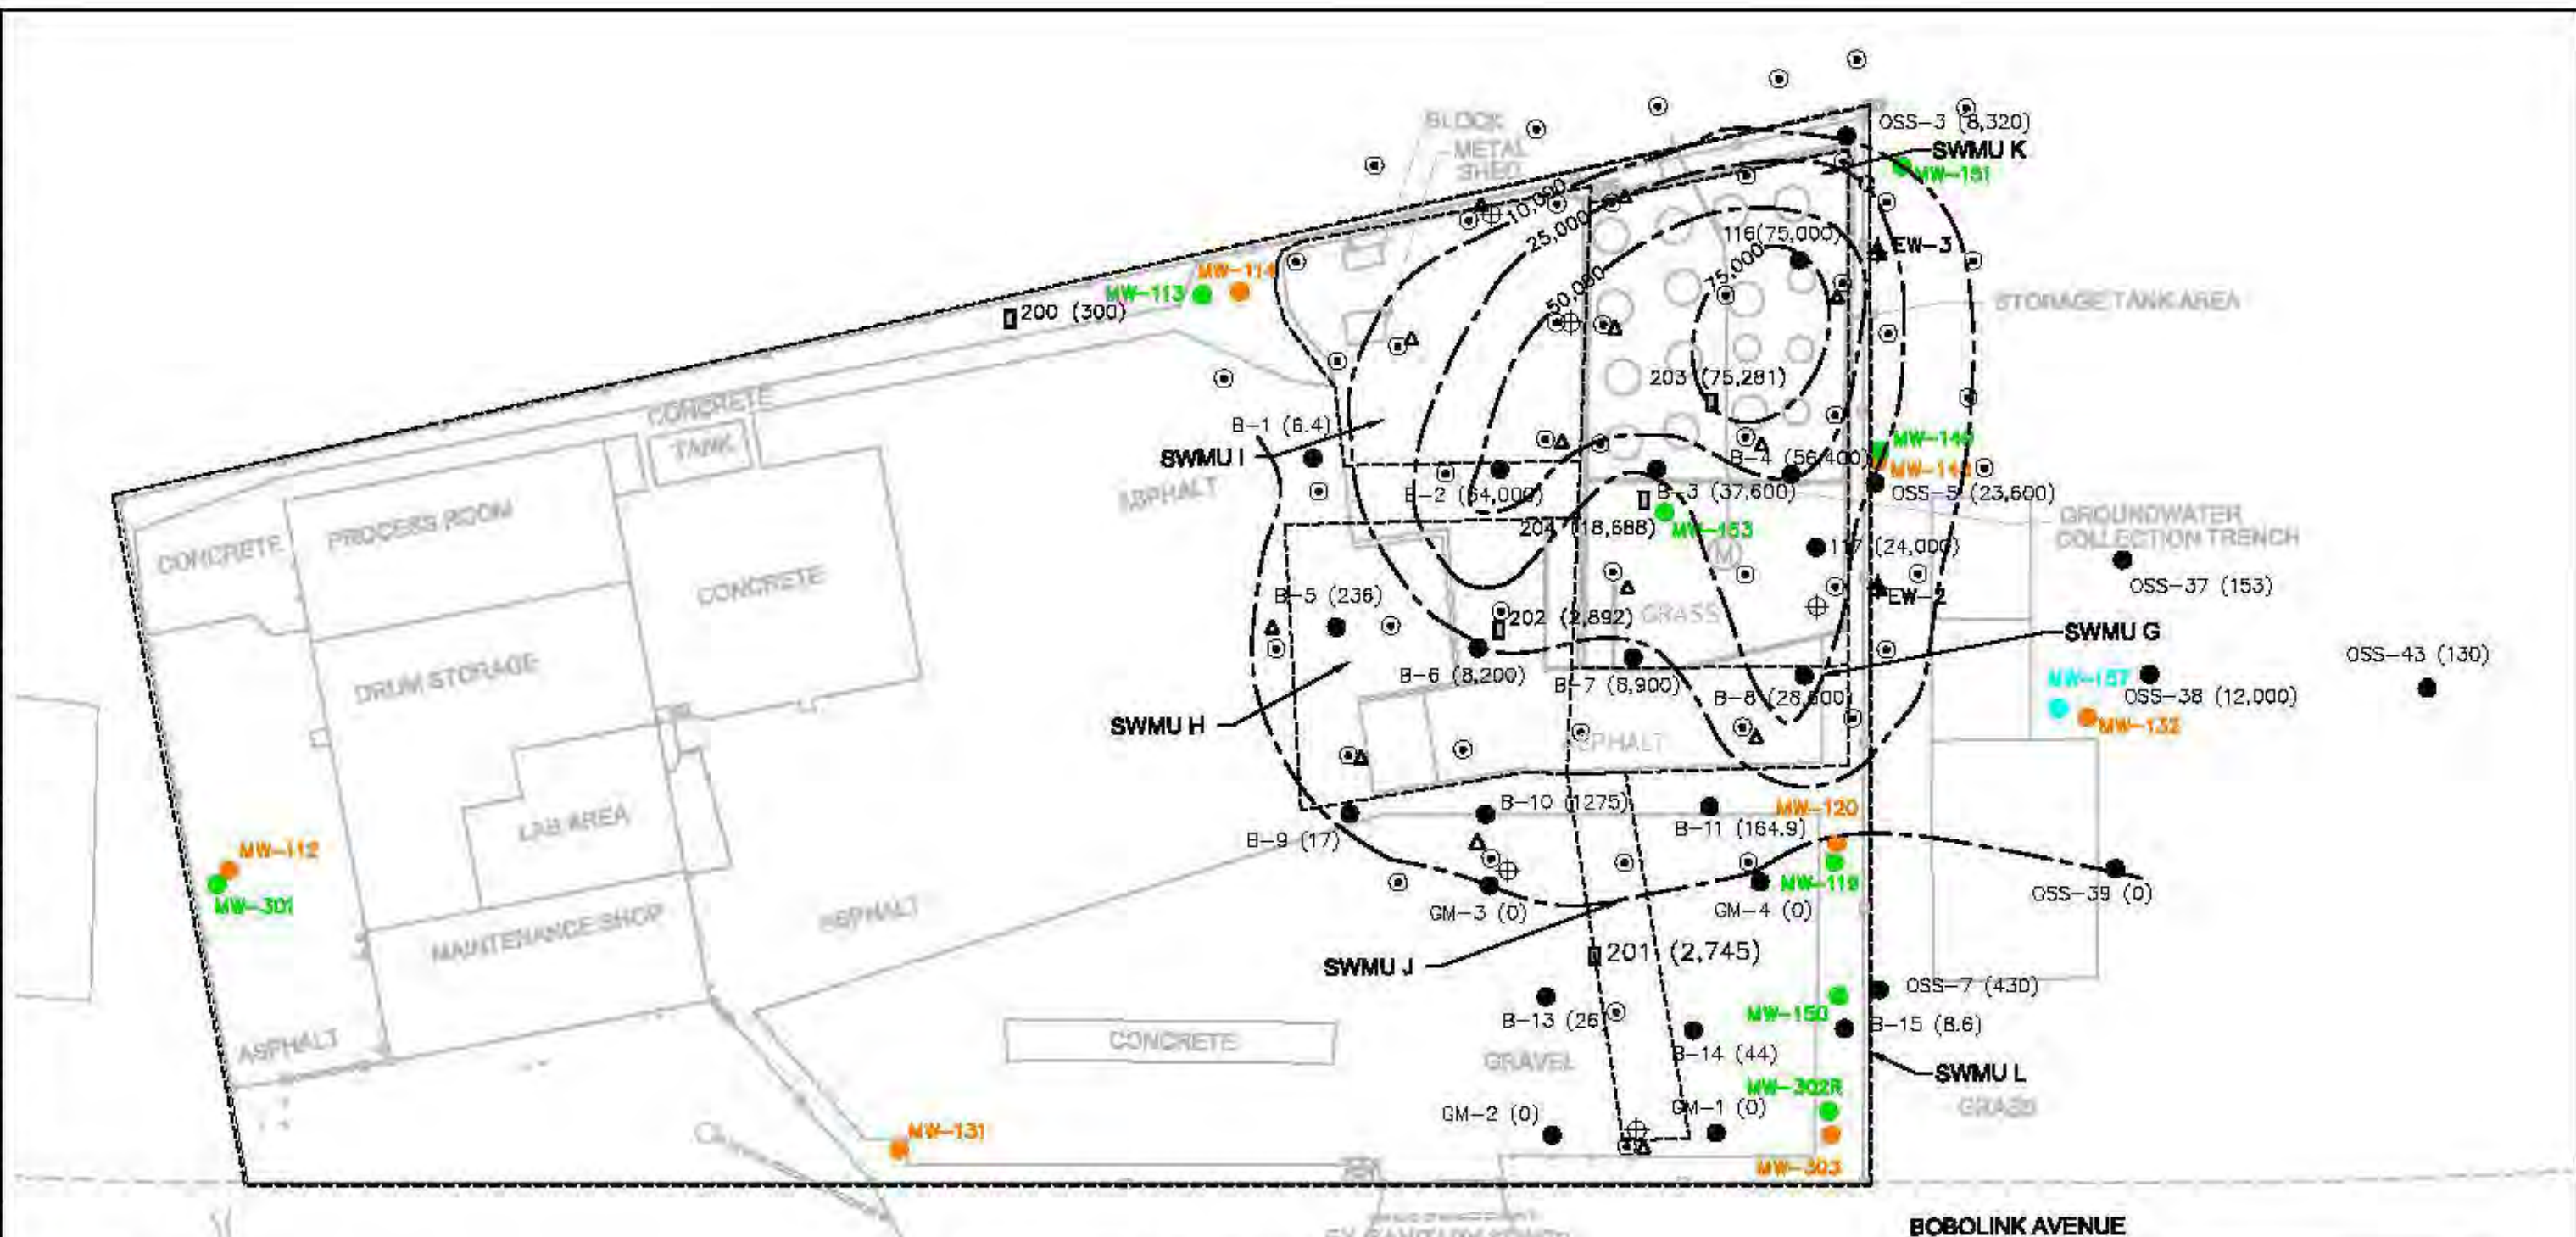 OSS-3 (8,320)
SWMU K
MW-151
BLOCK
METAL
SHED
10,000
25,000
50,000
75,000
116(75,000)
EW-3
STORAGE TANK AREA
MW-114
MW-113
200 (300)
203 (75,281)
CONCRETE
TANK
B-1 (6.4)
SWMU I
ASPHALT
B-2 (64,000)
B-3 (37,600)
B-4 (56,400)
OSS-5 (23,600)
204 (18,688)
MW-153
M
117 (24,000)
GROUNDWATER
COLLECTION TRENCH
OSS-37 (153)
CONCRETE
PROCESS ROOM
CONCRETE
B-5 (236)
202 (2,892)
GRASS
EW-2
SWMU G
OSS-43 (130)
DRUM STORAGE
B-6 (8,200)
B-7 (8,900)
MW-157
OSS-38 (12,000)
MW-132
SWMU H
ASPHALT
LAB AREA
B-9 (17)
B-10 (1275)
B-11 (164.9)
MW-120
MW-119
MW-112
MW-301
MAINTENANCE SHOP
ASPHALT
GM-3 (0)
GM-4 (0)
OSS-39 (0)
SWMU J
201 (2,745)
OSS-7 (430)
B-13 (26)
MW-150
B-15 (8.6)
ASPHALT
CONCRETE
GRAVEL
B-14 (44)
SWMU L
MW-302R
GRASS
GM-2 (0)
GM-1 (0)
MW-131
MW-303
BOBOLINK AVENUE